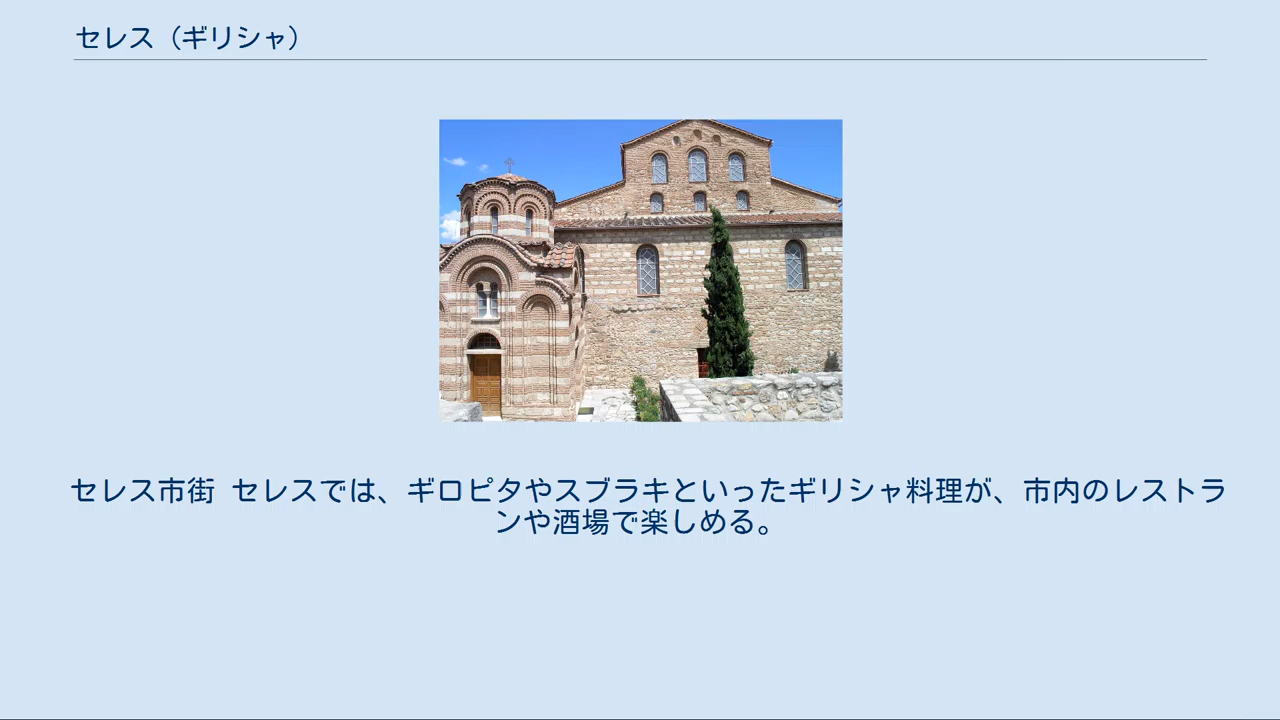 セレス（ギリシャ）
セレス市街 セレスでは、ギロピタやスブラキといったギリシャ料理が、市内のレストラ
ンや酒場で楽しめる。